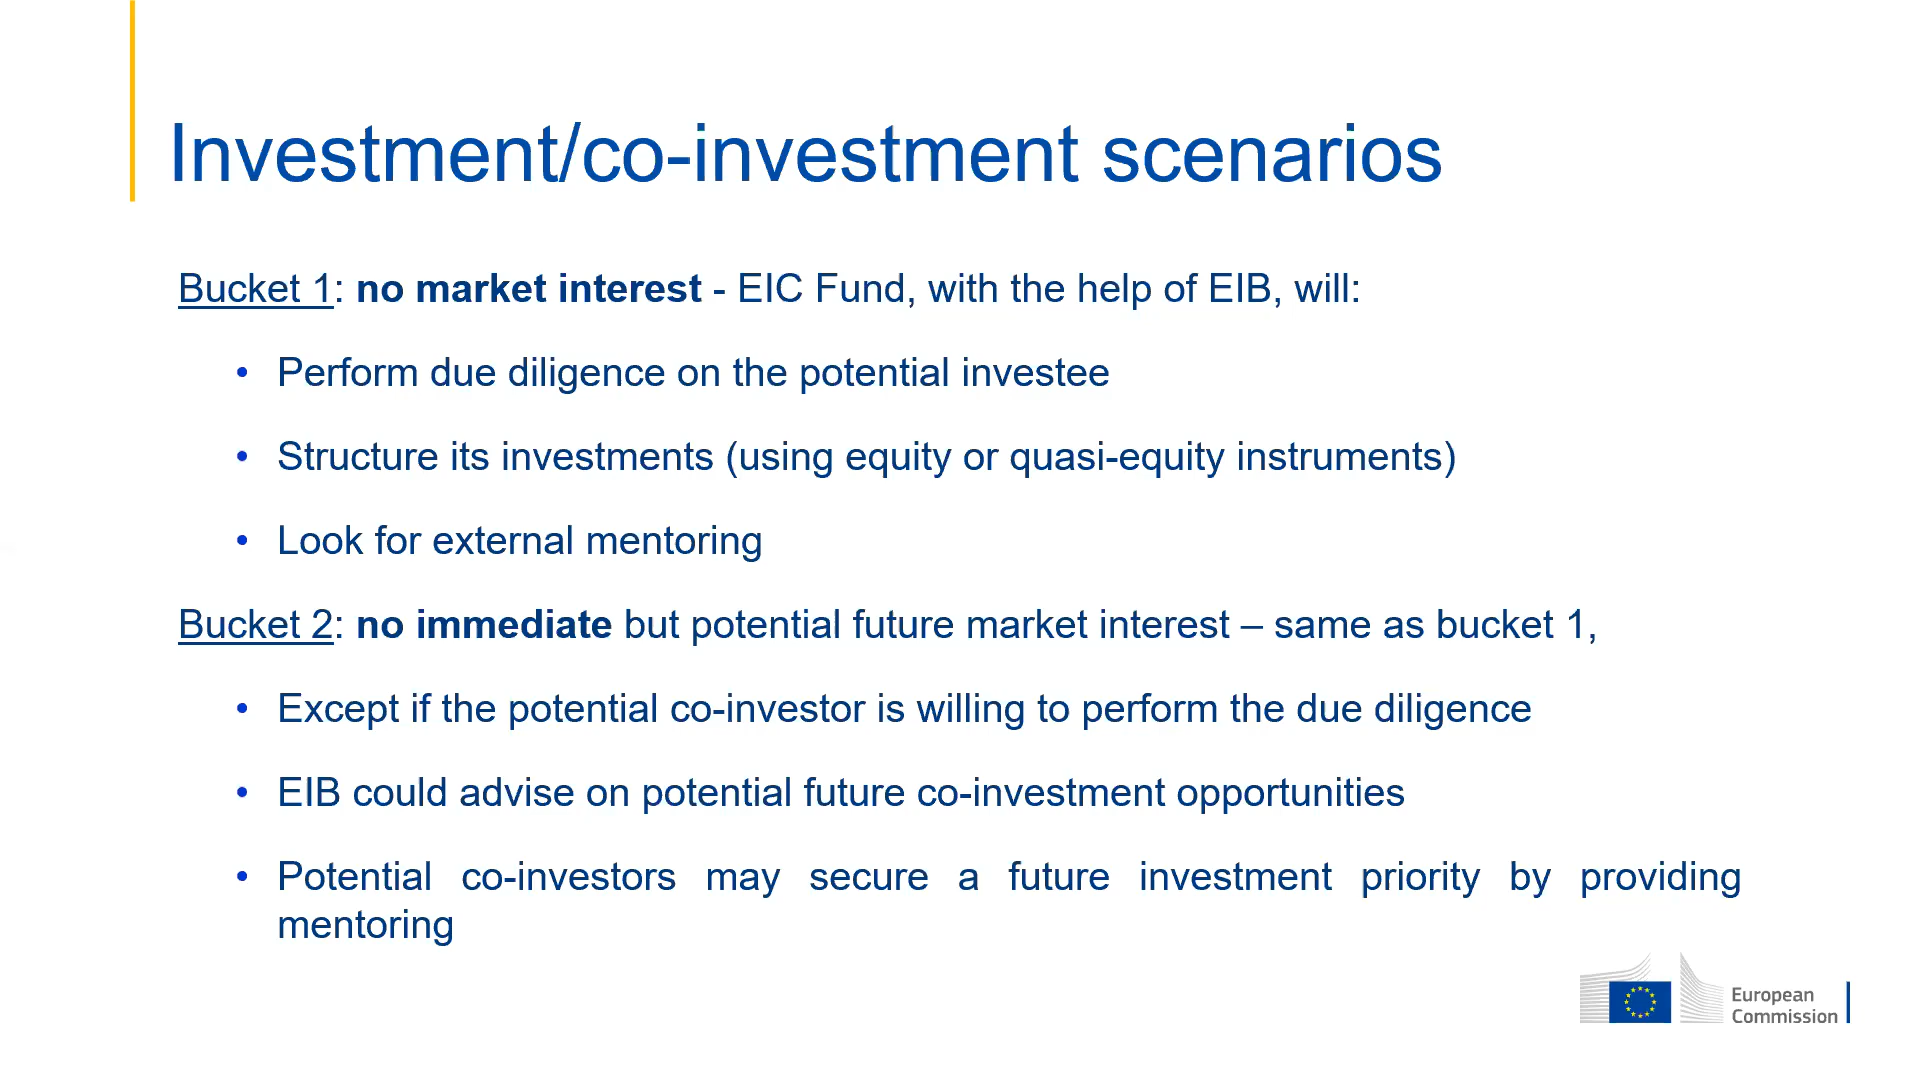 Investment/co-investment scenarios
Bucket 1: no market interest - EIC Fund, with the help of EIB, will:
• Perform due diligence on the potential investee
• Structure its investments (using equity or quasi-equity instruments)
• Look for external mentoring
Bucket 2: no immediate but potential future market interest – same as bucket 1,
• Except if the potential co-investor is willing to perform the due diligence
• EIB could advise on potential future co-investment opportunities
• Potential co-investors may secure a future investment priority by providing
mentoring
European
Commission